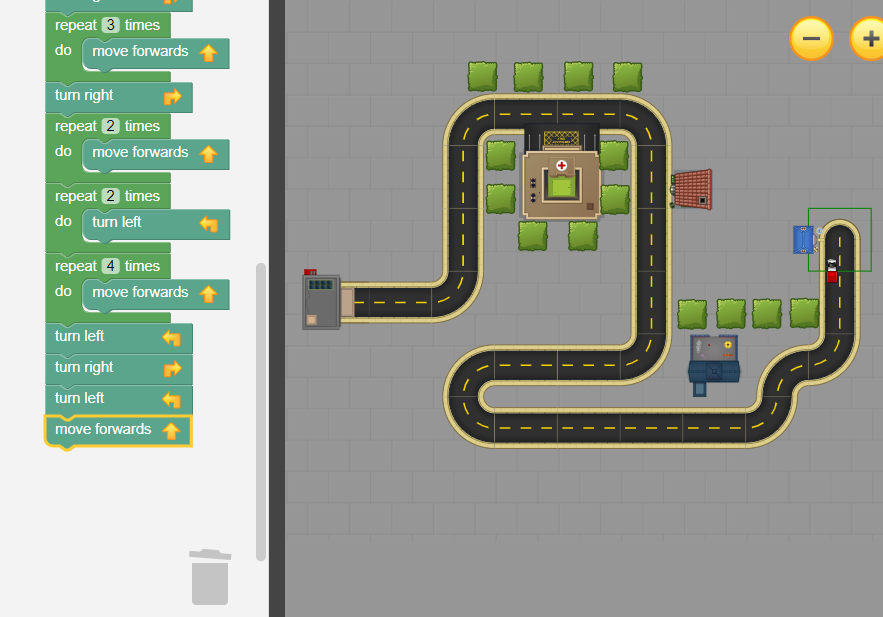 repeat 3 times
do move forwards
turn right
repeat 2 times
do move forwards
repeat 2 times
do turn left
repeat 4 times
do move forwards
turn left
turn right
turn left
move forwards